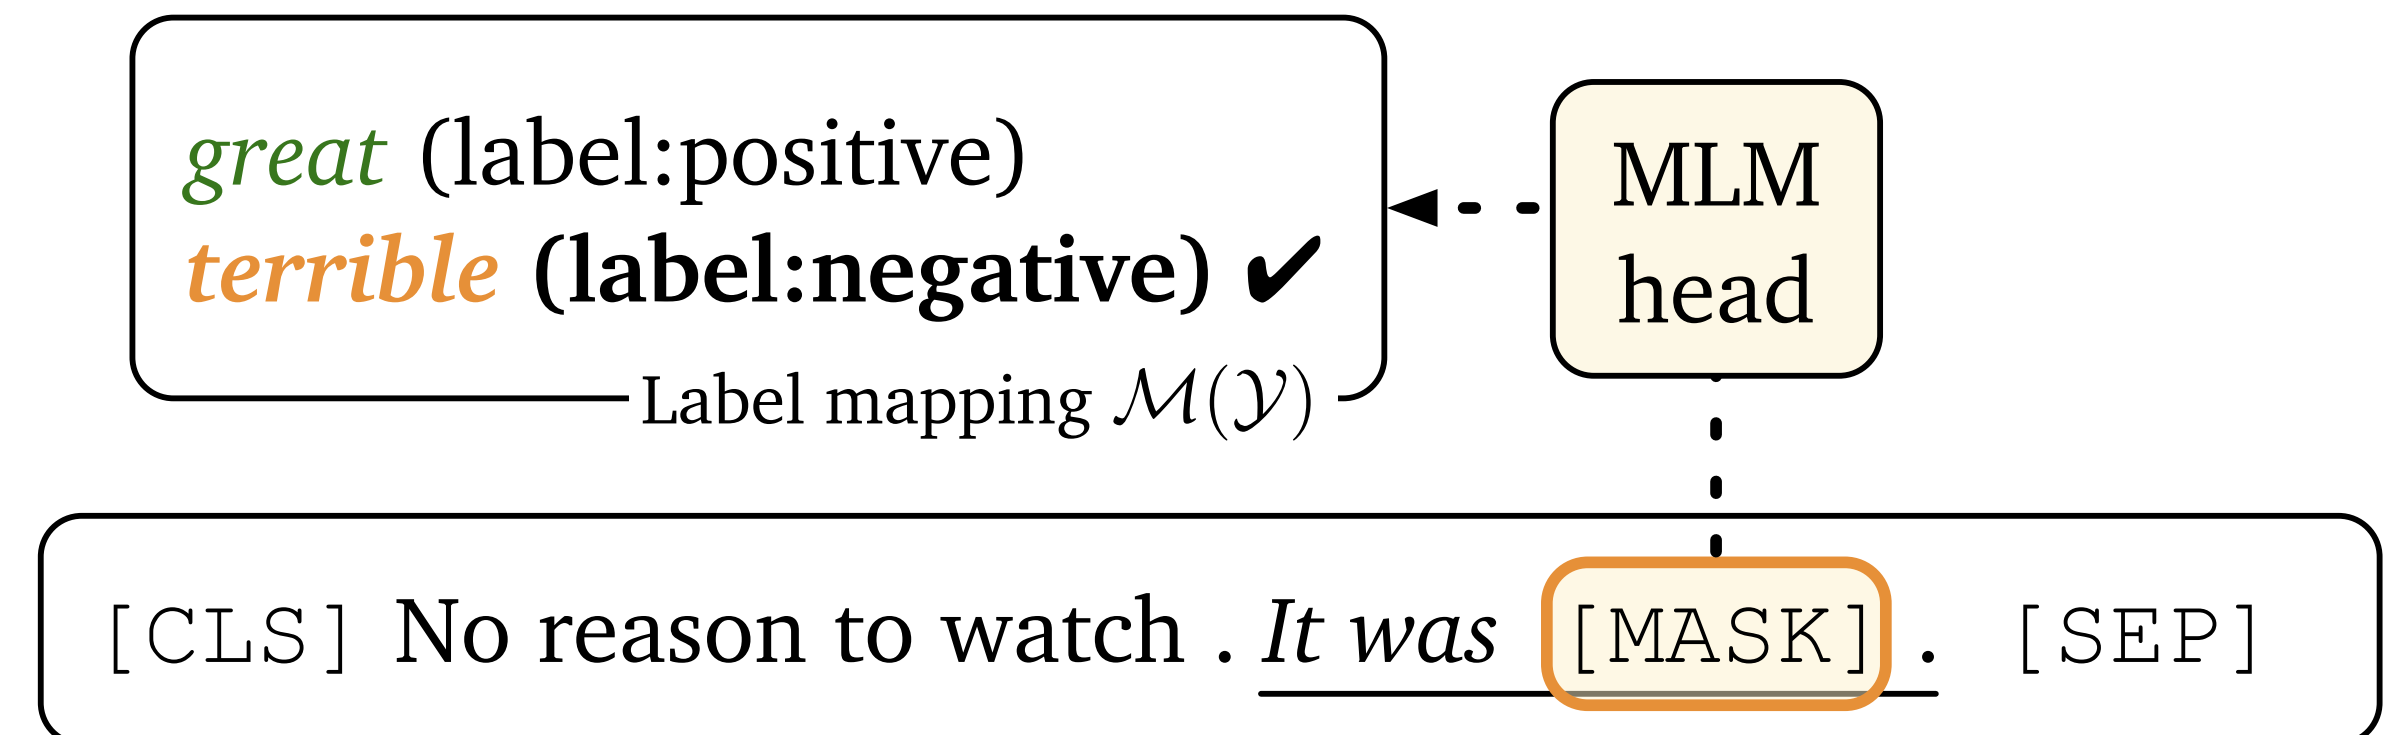 great (label:positive)
terrible (label:negative) ✔
Label mapping ℳ(𝒴)
MLM
head
[CLS] No reason to watch . It was [MASK] . [SEP]